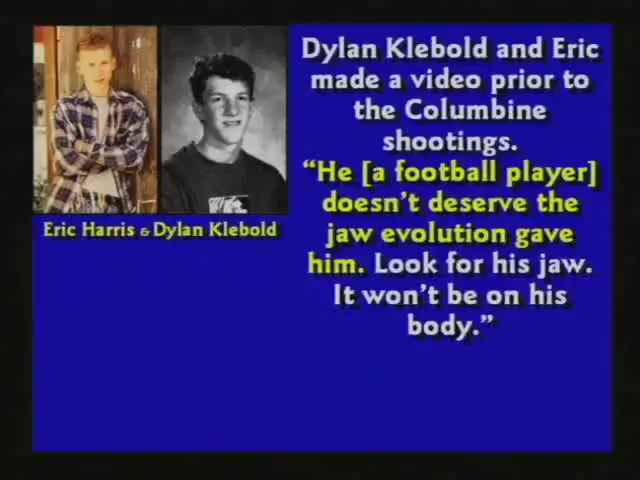 Dylan Klebold and Eric
made a video prior to
the Columbine
shootings.
“He [a football player]
doesn’t deserve the
jaw evolution gave
him. Look for his jaw.
It won’t be on his
body.”
Eric Harris & Dylan Klebold